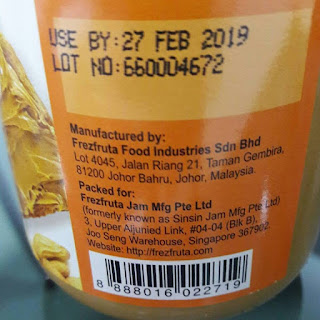 USE BY: 27 FEB 2019
LOT NO: 660004672
Manufactured by:
Frezfruta Food Industries Sdn Bhd
Lot 4045, Jalan Riang 21, Taman Gembira,
81200 Johor Bahru, Johor, Malaysia.
Packed for:
Frezfruta Jam Mfg Pte Ltd
(formerly known as Sinsin Jam Mfg Pte Ltd)
3, Upper Aljunied Link, #04-04 (Blk B),
Joo Seng Warehouse, Singapore 367902.
Website: http://frezfruta.com
8 888016 022719